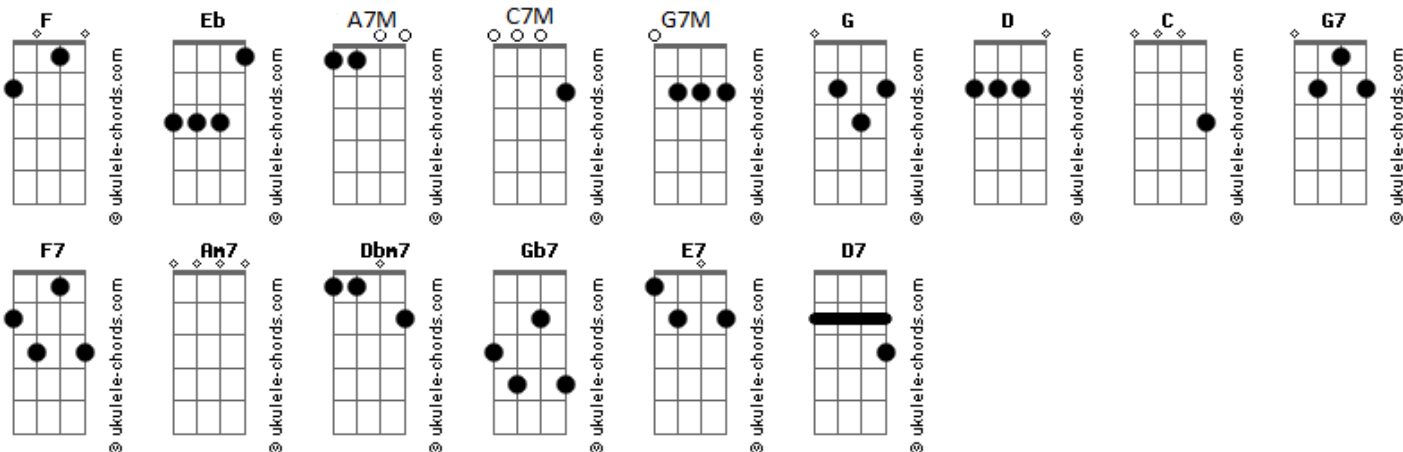 F Eb A7M C7M G7M G D C G7
@ ukulele-chords.com @ ukulele-chords.com @ ukulele-chords.com @ ukulele-chords.com @ ukulele-chords.com @ ukulele-chords.com @ ukulele-chords.com @ ukulele-chords.com @ ukulele-chords.com
F7 Am7 Dbm7 Gb7 E7 D7
@ ukulele-chords.com @ ukulele-chords.com @ ukulele-chords.com @ ukulele-chords.com @ ukulele-chords.com @ ukulele-chords.com